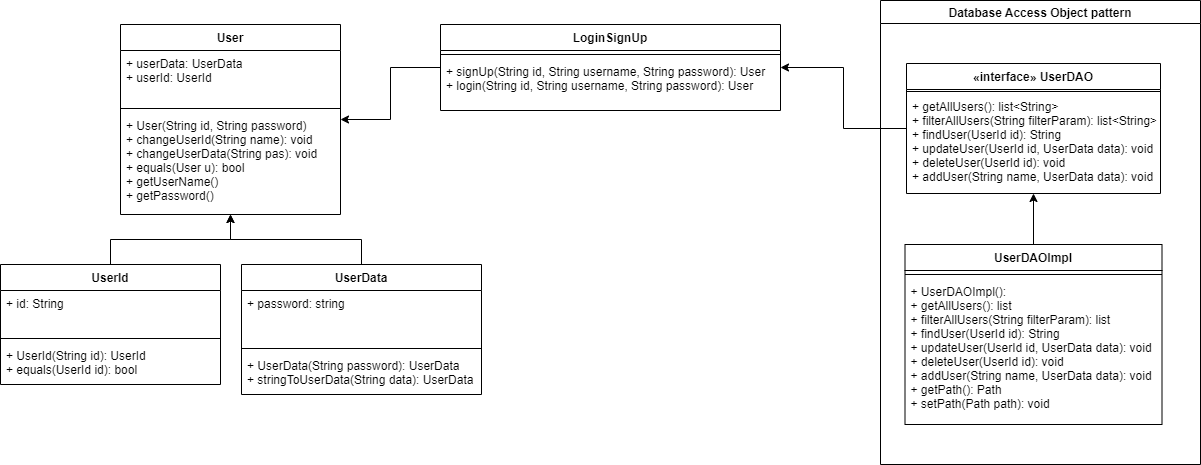 Database Access Object pattern
User
+ userData: UserData
+ userId: UserId
+ User(String id, String password)
+ changeUserId(String name): void
+ changeUserData(String pas): void
+ equals(User u): bool
+ getUserName()
+ getPassword()
LoginSignUp
+ signUp(String id, String username, String password): User
+ login(String id, String username, String password): User
«interface» UserDAO
+ getAllUsers(): list<String>
+ filterAllUsers(String filterParam): list<String>
+ findUser(UserId id): String
+ updateUser(UserId id, UserData data): void
+ deleteUser(UserId id): void
+ addUser(String name, UserData data): void
UserId
+ id: String
+ UserId(String id): UserId
+ equals(UserId id): bool
UserData
+ password: string
+ UserData(String password): UserData
+ stringToUserData(String data): UserData
UserDAOImpl
+ UserDAOImpl():
+ getAllUsers(): list
+ filterAllUsers(String filterParam): list
+ findUser(UserId id): String
+ updateUser(UserId id, UserData data): void
+ deleteUser(UserId id): void
+ addUser(String name, UserData data): void
+ getPath(): Path
+ setPath(Path path): void